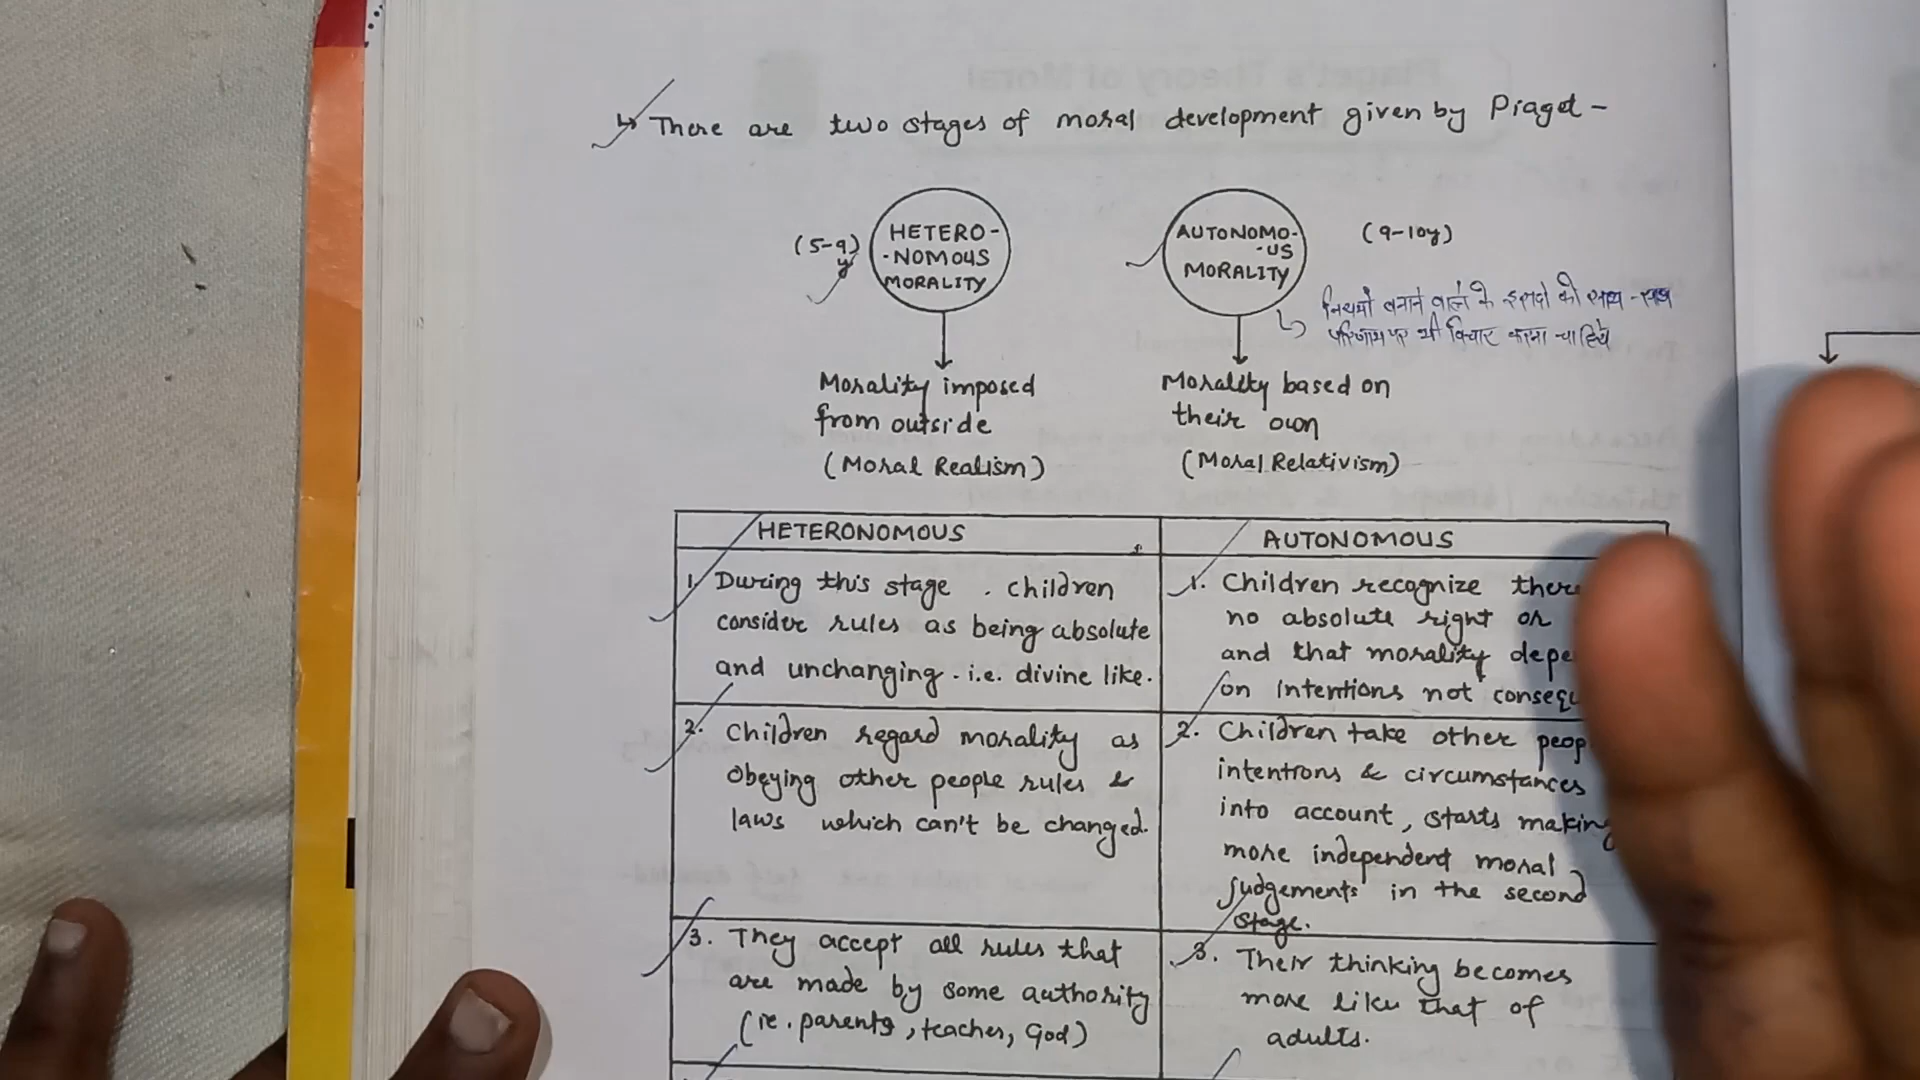 ↳ There are two stages of moral development given by Piaget -
(5-9)
y
HETERO-
-NOMOUS
MORALITY
AUTONOMO-
-US
MORALITY
(9-10y)
नियमों बनाने वाले के इरादों को साथ-साथ
परिणाम पर भी विचार करना चाहिये
Morality imposed
from outside
(Moral Realism)
Morality based on
their own
(Moral Relativism)
HETERONOMOUS
1. During this stage . children
consider rules as being absolute
and unchanging . i.e. divine like.
2. Children regard morality as
obeying other people rules &
laws which can't be changed.
3. They accept all rules that
are made by some authority
(ie. parents, teacher, God)
AUTONOMOUS
1. Children recognize there
no absolute right or
and that morality depe
on intentions not consequ
2. Children take other peop
intentions & circumstances
into account, starts making
more independent moral
judgements in the second
stage.
3. Their thinking becomes
more like that of
adults.